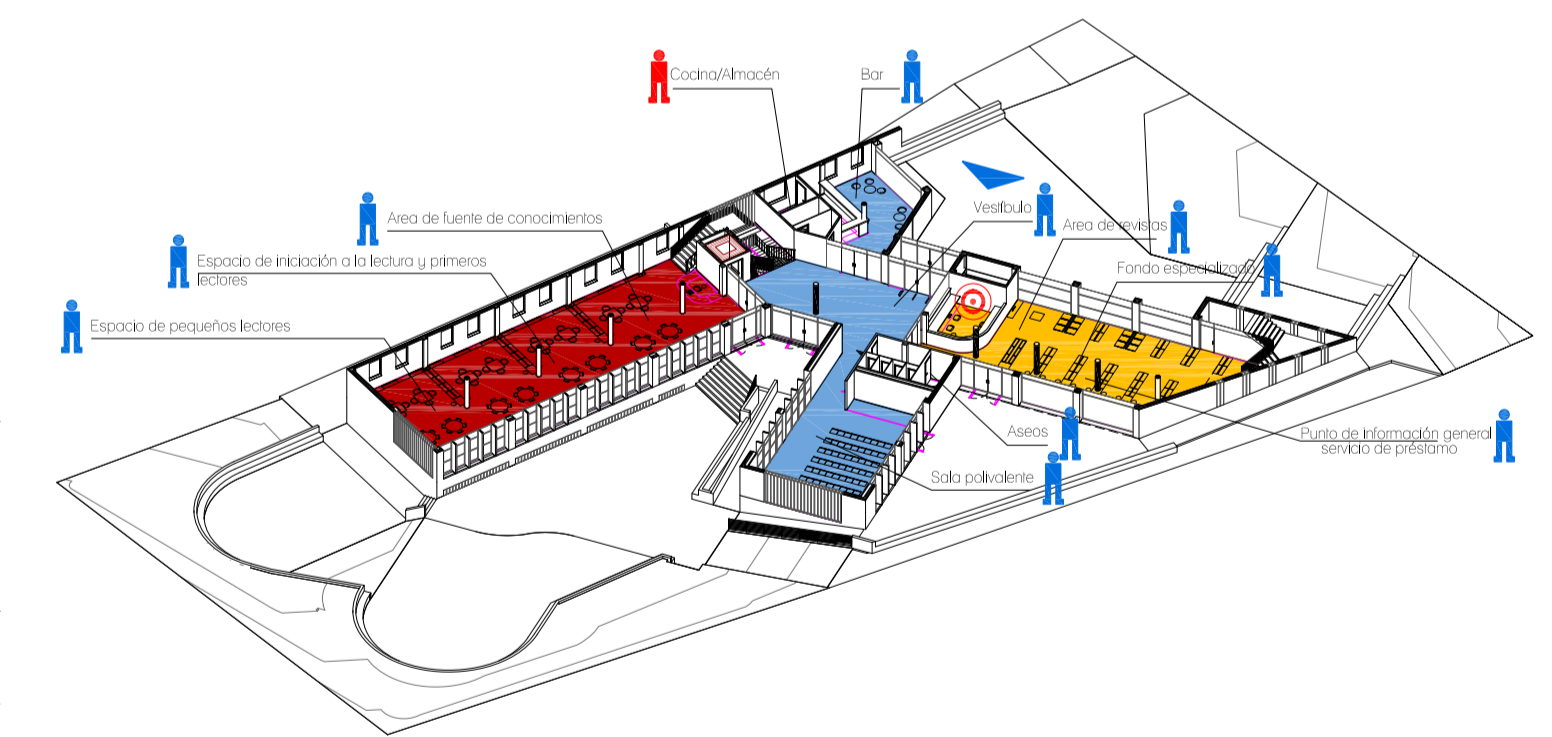 Cocina/Almacén
Bar
Vestíbulo
Area de revistas
Area de fuente de conocimientos
Fondo especializado
Espacio de iniciación a la lectura y primeros
lectores
Espacio de pequeños lectores
Aseos
Punto de información general
servicio de préstamo
Sala polivalente